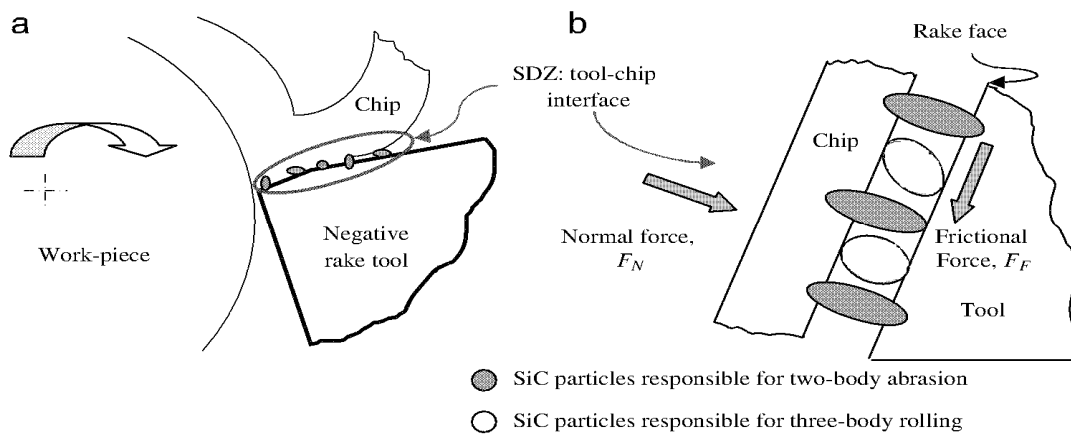 a
b
Rake face
SDZ: tool-chip
interface
Chip
Chip
Normal force,
F_N
Frictional
Force, F_F
Negative
rake tool
Work-piece
Tool
SiC particles responsible for two-body abrasion
SiC particles responsible for three-body rolling